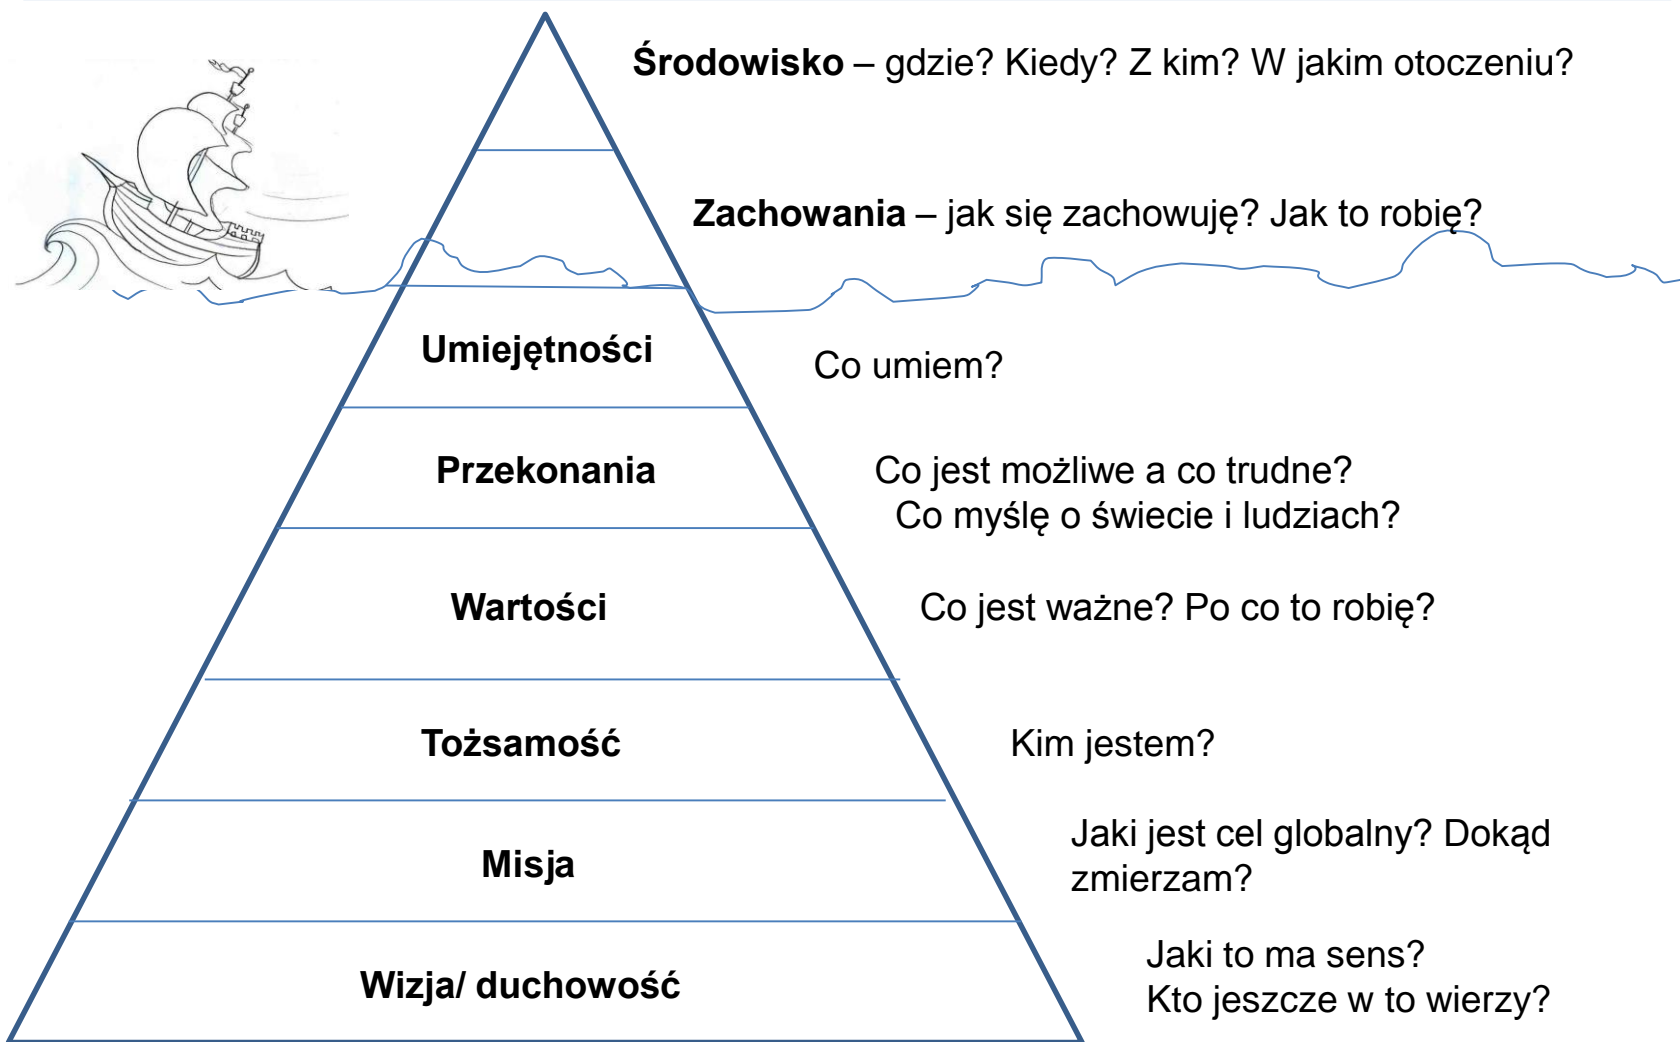 Środowisko – gdzie? Kiedy? Z kim? W jakim otoczeniu?
Zachowania – jak się zachowuję? Jak to robię?
Umiejętności
Co umiem?
Przekonania
Co jest możliwe a co trudne?
Co myślę o świecie i ludziach?
Wartości
Co jest ważne? Po co to robię?
Tożsamość
Kim jestem?
Misja
Jaki jest cel globalny? Dokąd
zmierzam?
Wizja/ duchowość
Jaki to ma sens?
Kto jeszcze w to wierzy?